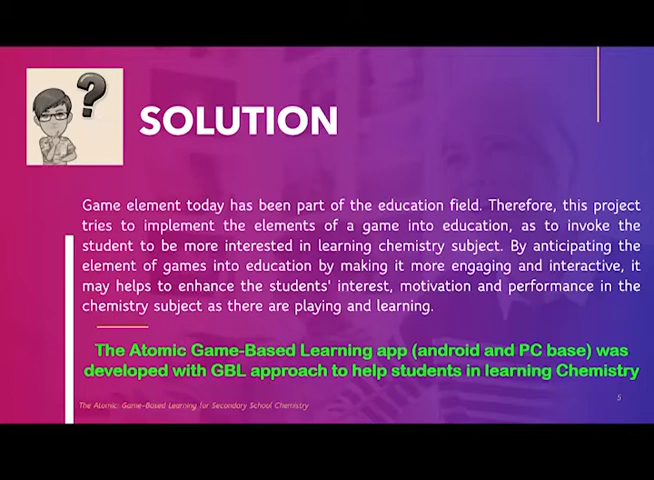 ?
SOLUTION
Game element today has been part of the education field. Therefore, this project
tries to implement the elements of a game into education, as to invoke the
student to be more interested in learning chemistry subject. By anticipating the
element of games into education by making it more engaging and interactive, it
may helps to enhance the students' interest, motivation and performance in the
chemistry subject as there are playing and learning.
The Atomic Game-Based Learning app (android and PC base) was
developed with GBL approach to help students in learning Chemistry
The Atomic: Game-Based Learning for Secondary School Chemistry
5